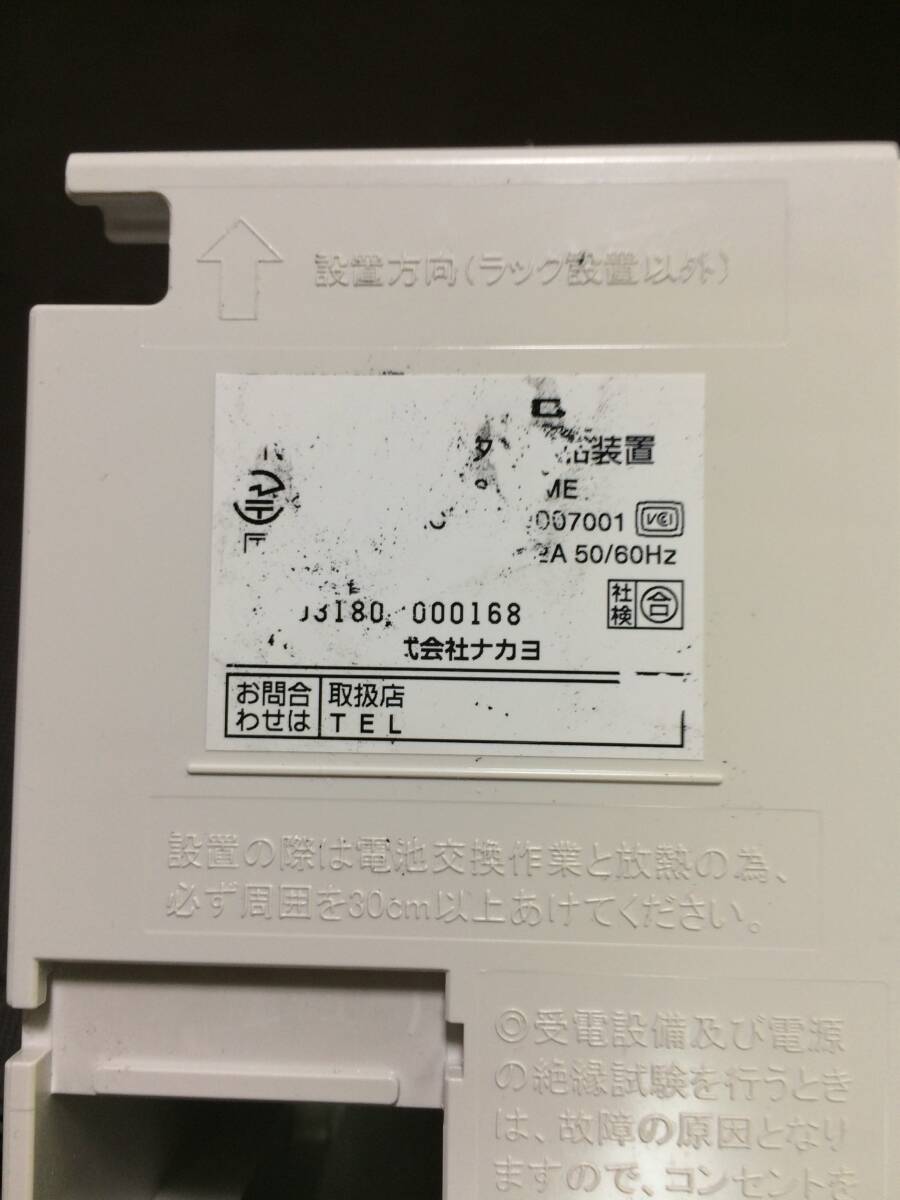 設置方向(ラック設置以外)
装置
ME
007001 VCCI
A 50/60Hz
3180, 000168
社検 合
式会社ナカヨ
お問合わせは
取扱店
TEL
設置の際は電池交換作業と放熱の為、
必ず周囲を30cm以上あけてください。
◎受電設備及び電源
の絶縁試験を行うとき
は、故障の原因となり
ますので、コンセントを